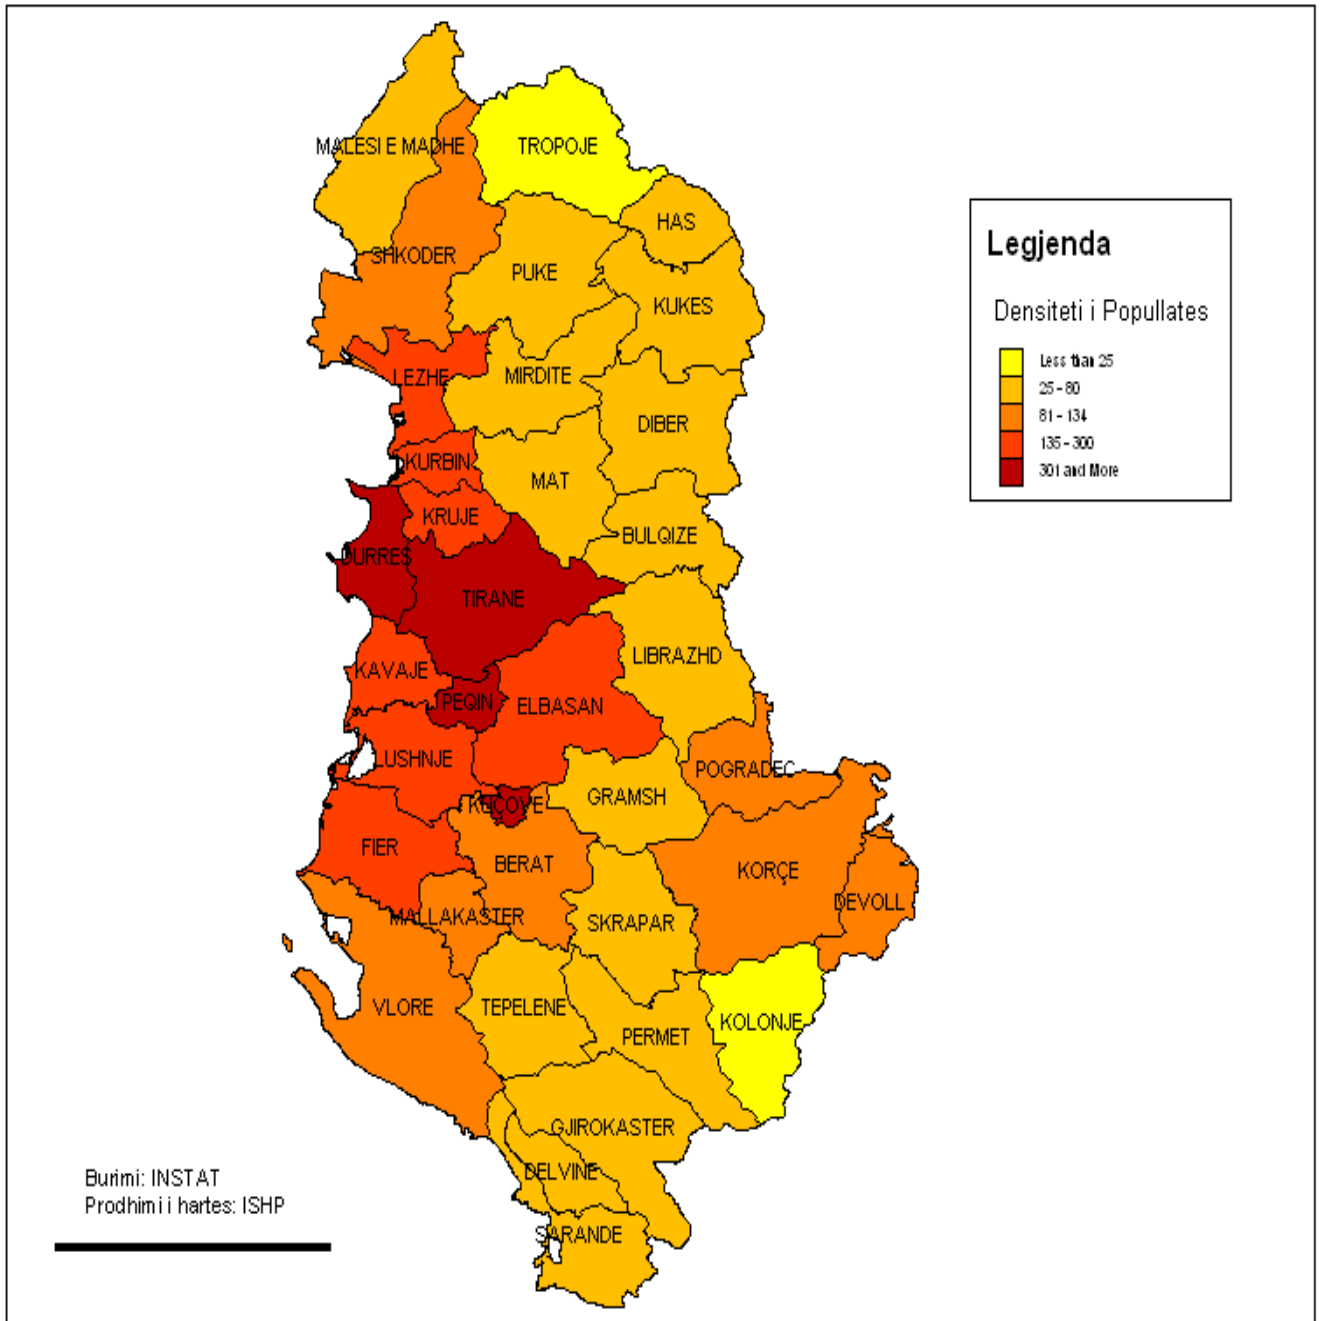 MALESI E MADHE
TROPOJE
HAS
SHKODER
PUKE
KUKES
LEZHE
MIRDITE
DIBER
KURBIN
MAT
KRUJE
BULQIZE
DURRES
TIRANE
LIBRAZHD
KAVAJE
PEQIN
ELBASAN
LUSHNJE
POGRADEC
GRAMSH
KUÇOVE
FIER
BERAT
KORÇE
DEVOLL
MALLAKASTER
SKRAPAR
VLORE
TEPELENE
PERMET
KOLONJE
GJIROKASTER
DELVINE
SARANDE
Legjenda
Densiteti i Popullates
Less than 25
25 - 80
81 - 134
135 - 300
301 and More
Burimi: INSTAT
Prodhimi i hartes: ISHP